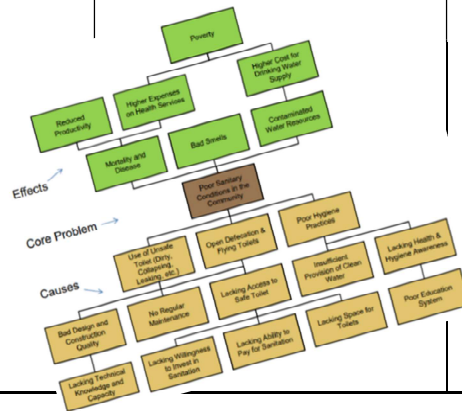 Poverty
Higher Expenses
on Health Services
Higher Cost for
Drinking Water
Supply
Reduced
Productivity
Mortality and
Disease
Bad Smells
Contaminated
Water Resources
Effects
Poor Sanitary
Conditions in the
Community
Core Problem
Use of Unsafe
Toilet (Dirty,
Collapsing,
Leaking, etc.)
Open Defecation &
Flying Toilets
Poor Hygiene
Practices
Causes
Bad Design and
Construction
Quality
No Regular
Maintenance
Lacking Access to
Safe Toilet
Insufficient
Provision of Clean
Water
Lacking Health &
Hygiene Awareness
Lacking Technical
Knowledge and
Capacity
Lacking Willingness
to Invest in
Sanitation
Lacking Ability to
Pay for Sanitation
Lacking Space for
Toilets
Poor Education
System